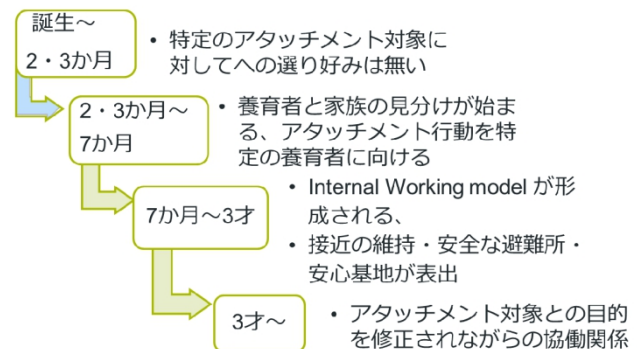 誕生～
2・3か月
• 特定のアタッチメント対象に
対してへの選り好みは無い
2・3か月～
7か月
• 養育者と家族の見分けが始ま
る、アタッチメント行動を特
定の養育者に向ける
7か月～3才
• Internal Working model が形
成される、
• 接近の維持・安全な避難所・
安心基地が表出
3才～
• アタッチメント対象との目的
を修正されながらの協働関係